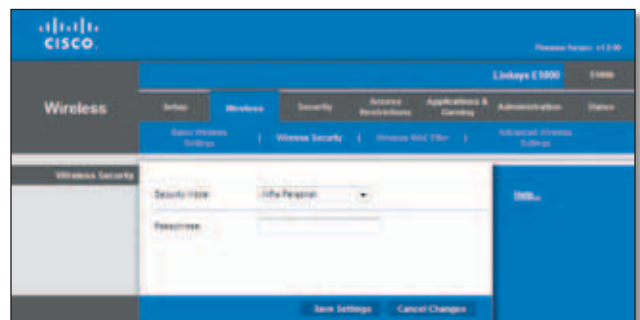 CISCO
Firmware Version: v1.0.00
Linksys E1000
E1000
Wireless
Setup
Wireless
Security
Access Restrictions
Applications & Gaming
Administration
Status
Basic Wireless Settings
|
Wireless Security
|
Wireless MAC Filter
|
Advanced Wireless Settings
Wireless Security
Security Mode:
Personal
Passphrase:
Help...
Save Settings
Cancel Changes